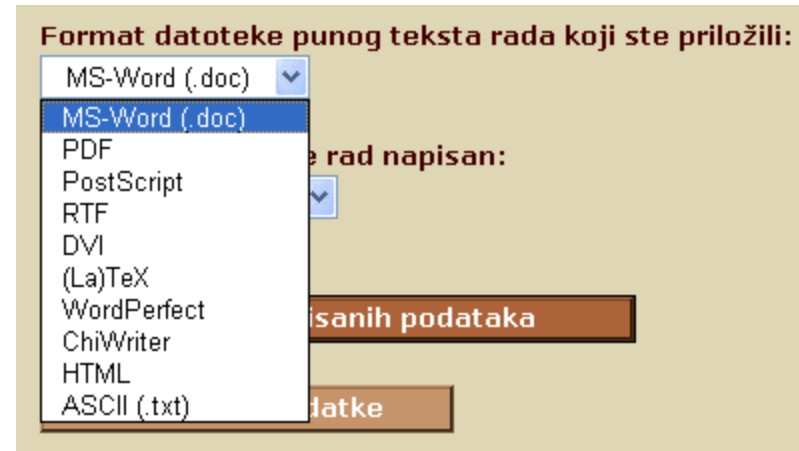 Format datoteke punog teksta rada koji ste priložili:
MS-Word (.doc)
MS-Word (.doc)
PDF
rad napisan:
PostScript
RTF
DVI
(La)TeX
WordPerfect
isanih podataka
ChiWriter
HTML
ASCII (.txt)
datke